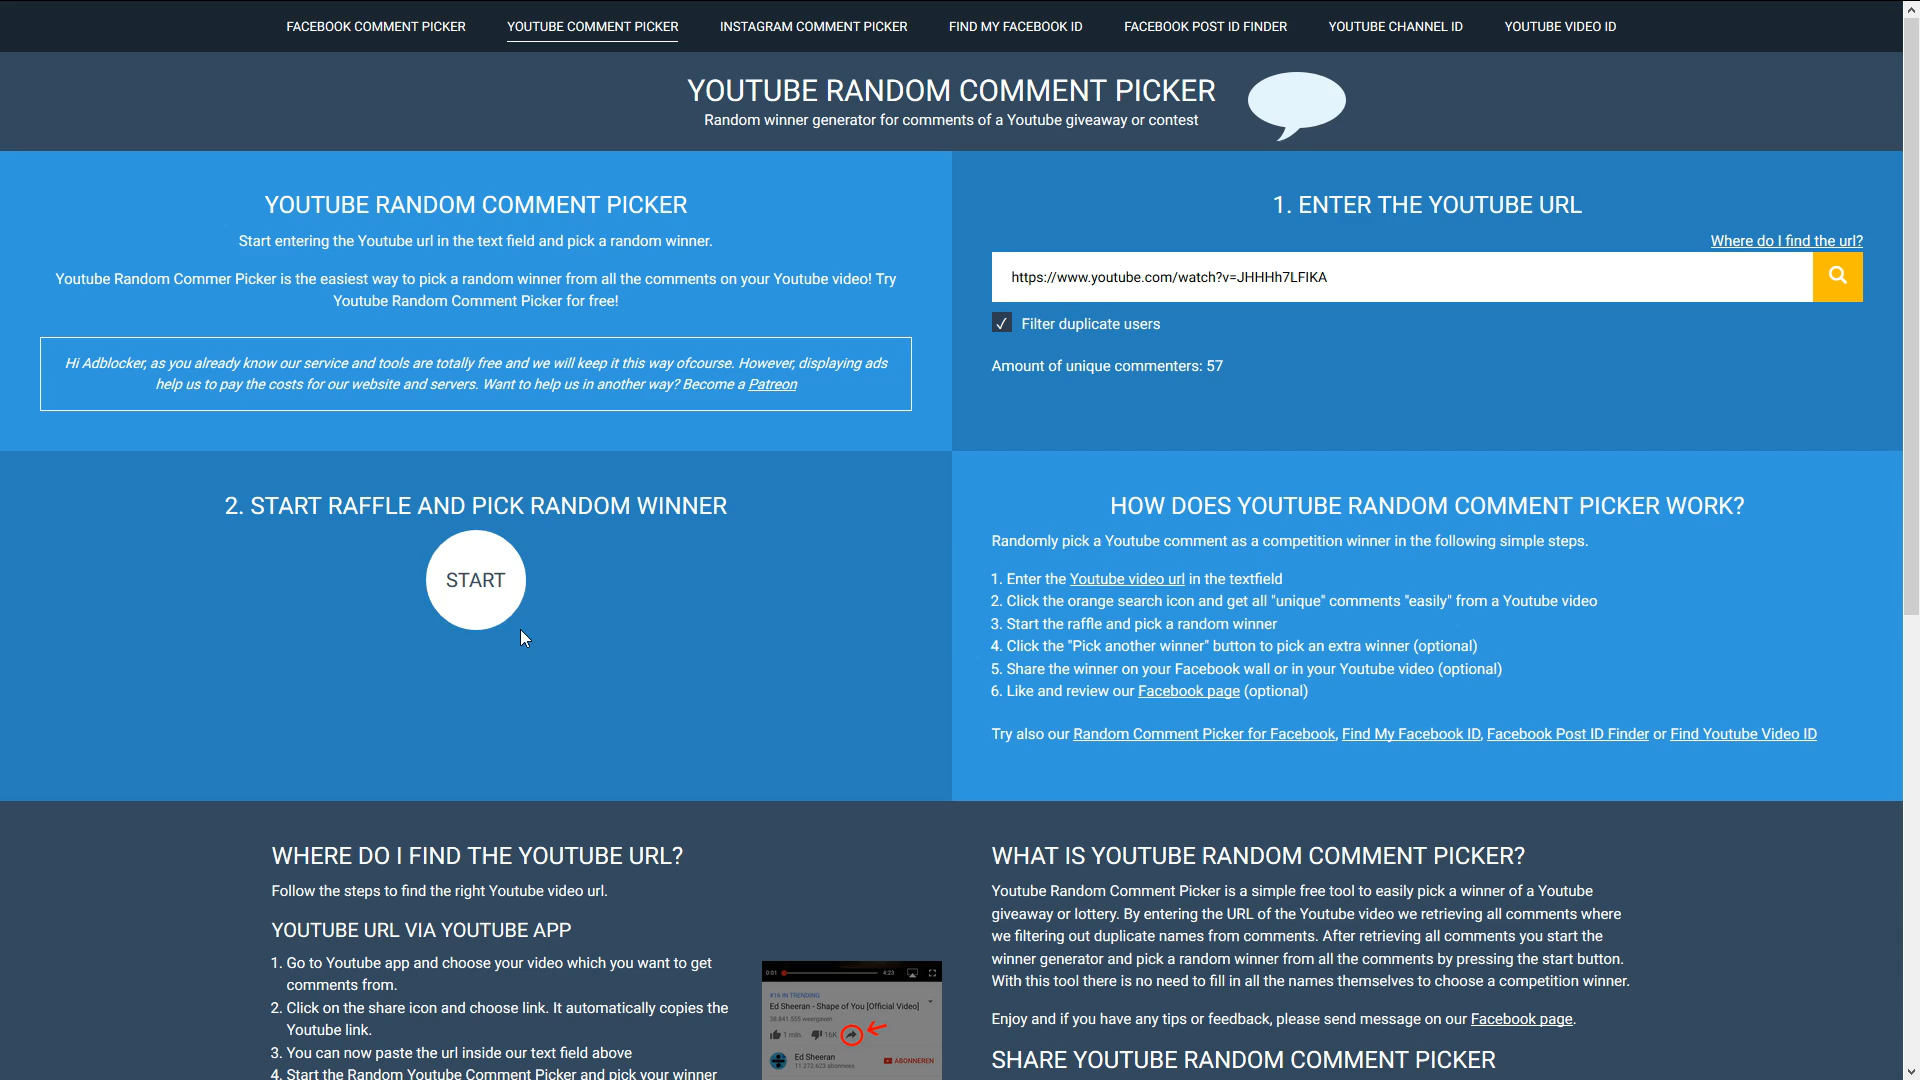 FACEBOOK COMMENT PICKER
YOUTUBE COMMENT PICKER
INSTAGRAM COMMENT PICKER
FIND MY FACEBOOK ID
FACEBOOK POST ID FINDER
YOUTUBE CHANNEL ID
YOUTUBE VIDEO ID
YOUTUBE RANDOM COMMENT PICKER
Random winner generator for comments of a Youtube giveaway or contest
YOUTUBE RANDOM COMMENT PICKER
Start entering the Youtube url in the text field and pick a random winner.
Youtube Random Commer Picker is the easiest way to pick a random winner from all the comments on your Youtube video! Try
Youtube Random Comment Picker for free!
Hi Adblocker, as you already know our service and tools are totally free and we will keep it this way ofcourse. However, displaying ads
help us to pay the costs for our website and servers. Want to help us in another way? Become a Patreon
1. ENTER THE YOUTUBE URL
Where do I find the url?
https://www.youtube.com/watch?v=JHHHh7LFIKA
Filter duplicate users
Amount of unique commenters: 57
2. START RAFFLE AND PICK RANDOM WINNER
START
HOW DOES YOUTUBE RANDOM COMMENT PICKER WORK?
Randomly pick a Youtube comment as a competition winner in the following simple steps.
1. Enter the Youtube video url in the textfield
2. Click the orange search icon and get all "unique" comments "easily" from a Youtube video
3. Start the raffle and pick a random winner
4. Click the "Pick another winner" button to pick an extra winner (optional)
5. Share the winner on your Facebook wall or in your Youtube video (optional)
6. Like and review our Facebook page (optional)
Try also our Random Comment Picker for Facebook, Find My Facebook ID, Facebook Post ID Finder or Find Youtube Video ID
WHERE DO I FIND THE YOUTUBE URL?
Follow the steps to find the right Youtube video url.
YOUTUBE URL VIA YOUTUBE APP
1. Go to Youtube app and choose your video which you want to get
comments from.
2. Click on the share icon and choose link. It automatically copies the
Youtube link.
3. You can now paste the url inside our text field above
4. Start the Random Youtube Comment Picker and pick your winner
0:01
4:23
#16 IN TRENDING
Ed Sheeran - Shape of You [Official Video]
38.841.555 weergaven
1 mln.
16K
Ed Sheeran
11.272.623 abonnees
ABONNEREN
WHAT IS YOUTUBE RANDOM COMMENT PICKER?
Youtube Random Comment Picker is a simple free tool to easily pick a winner of a Youtube
giveaway or lottery. By entering the URL of the Youtube video we retrieving all comments where
we filtering out duplicate names from comments. After retrieving all comments you start the
winner generator and pick a random winner from all the comments by pressing the start button.
With this tool there is no need to fill in all the names themselves to choose a competition winner.
Enjoy and if you have any tips or feedback, please send message on our Facebook page.
SHARE YOUTUBE RANDOM COMMENT PICKER